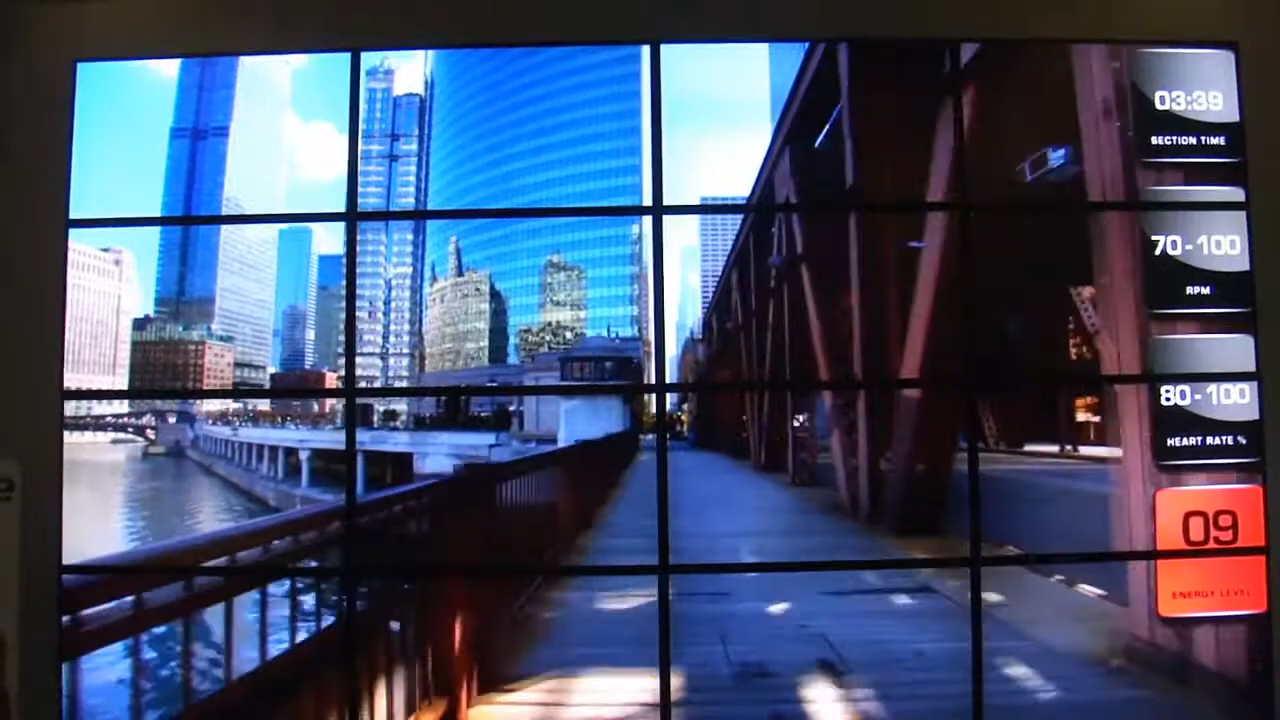 03:39
SECTION TIME
70-100
RPM
80-100
HEART RATE %
09
ENERGY LEVEL